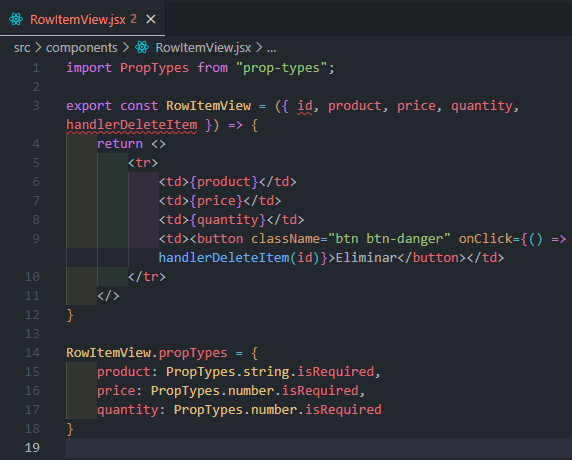 RowItemView.jsx 2 ×
src > components > RowItemView.jsx > ...
1 import PropTypes from "prop-types";
2
3 export const RowItemView = ({ id, product, price, quantity,
handlerDeleteItem }) => {
4     return <>
5         <tr>
6             <td>{product}</td>
7             <td>{price}</td>
8             <td>{quantity}</td>
9             <td><button className="btn btn-danger" onClick={() =>
            handlerDeleteItem(id)}>Eliminar</button></td>
10         </tr>
11     </>
12 }
13
14 RowItemView.propTypes = {
15     product: PropTypes.string.isRequired,
16     price: PropTypes.number.isRequired,
17     quantity: PropTypes.number.isRequired
18 }
19